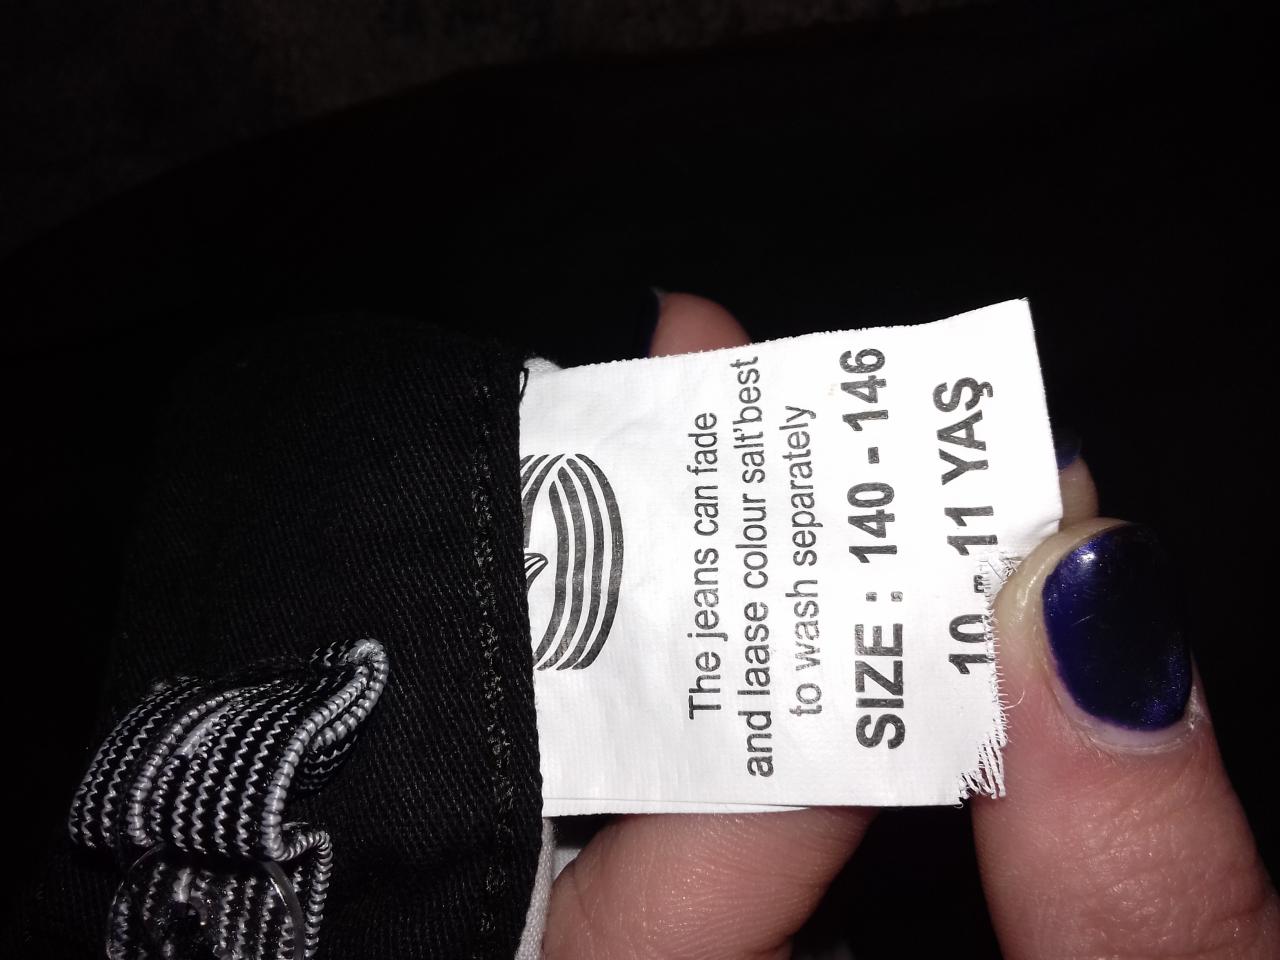 The jeans can fade
and laase colour salt'best
to wash separately
SIZE : 140 - 146
10 - 11 YAŞ